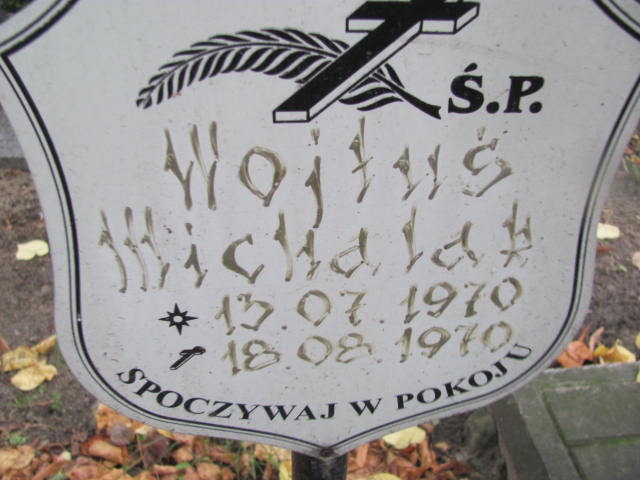 Ś.P.
Wojtuś
Michalak
13.07.1970
18.08.1970
SPOCZYWAJ W POKOJU